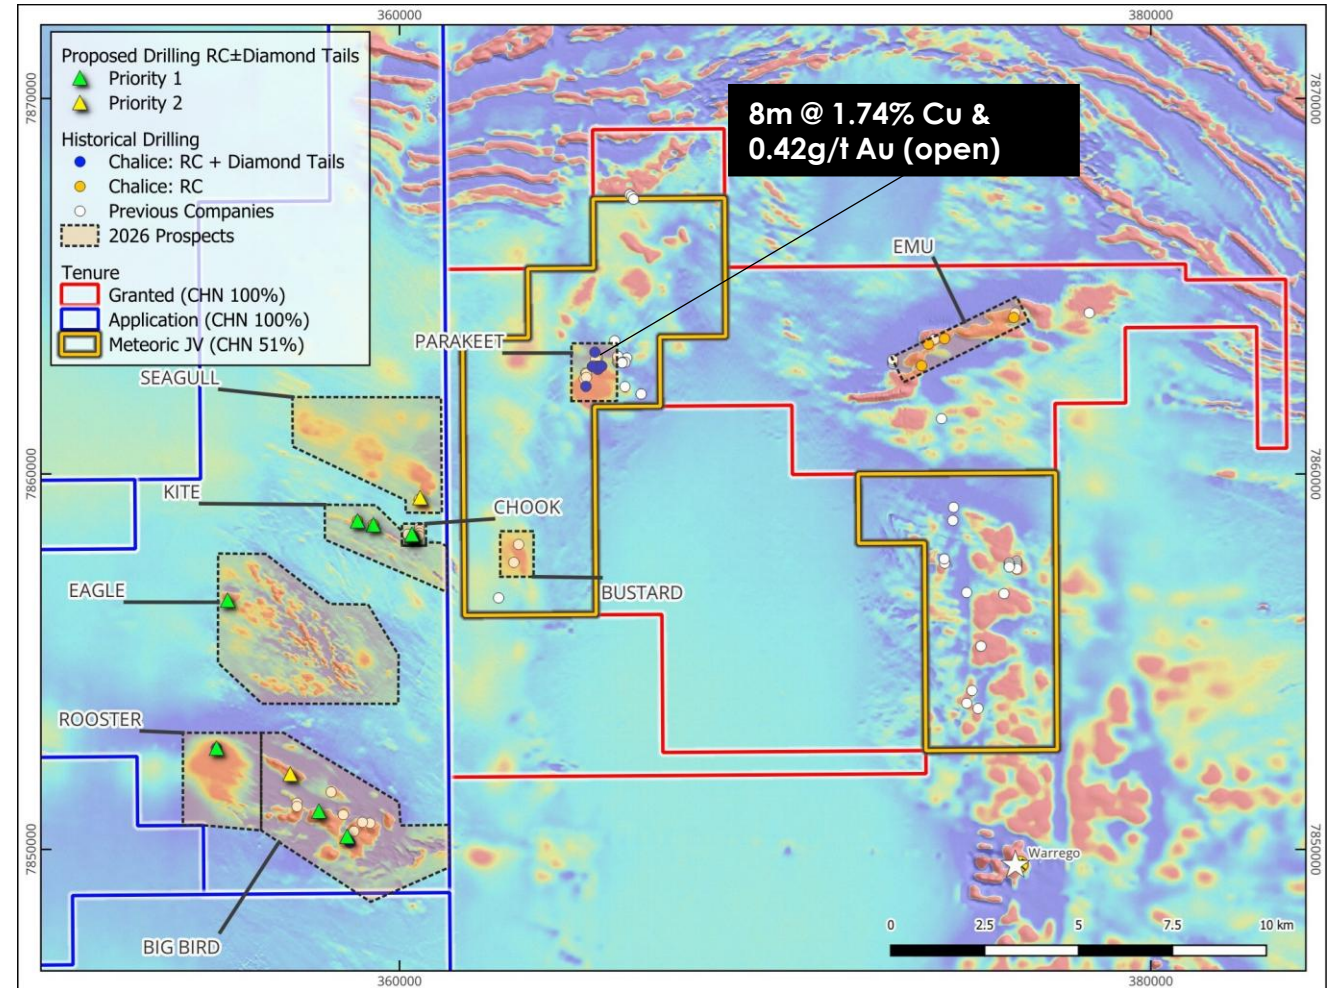 360000
380000
Proposed Drilling RC±Diamond Tails
Priority 1
Priority 2
Historical Drilling
Chalice: RC + Diamond Tails
Chalice: RC
Previous Companies
2026 Prospects
Tenure
Granted (CHN 100%)
Application (CHN 100%)
Meteoric JV (CHN 51%)
7870000
7870000
8m @ 1.74% Cu &
0.42g/t Au (open)
EMU
PARAKEET
SEAGULL
7860000
7860000
KITE
CHOOK
EAGLE
BUSTARD
ROOSTER
7850000
7850000
Warrego
BIG BIRD
0
2.5
5
7.5
10 km
360000
380000